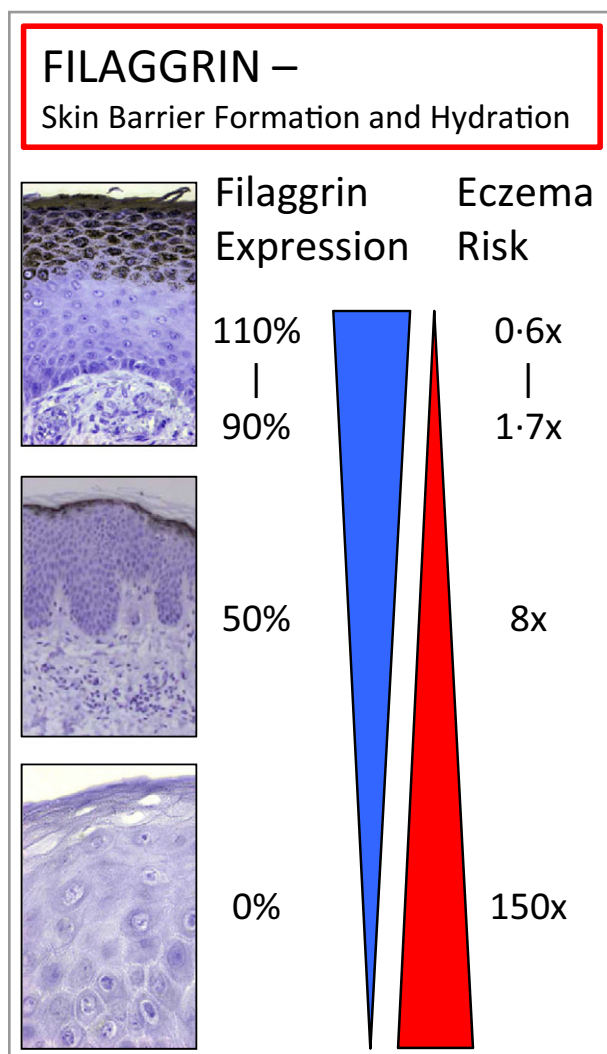 FILAGGRIN –
Skin Barrier Formation and Hydration
Filaggrin Expression
Eczema Risk
110%
0·6x
|
|
90%
1·7x
50%
8x
0%
150x